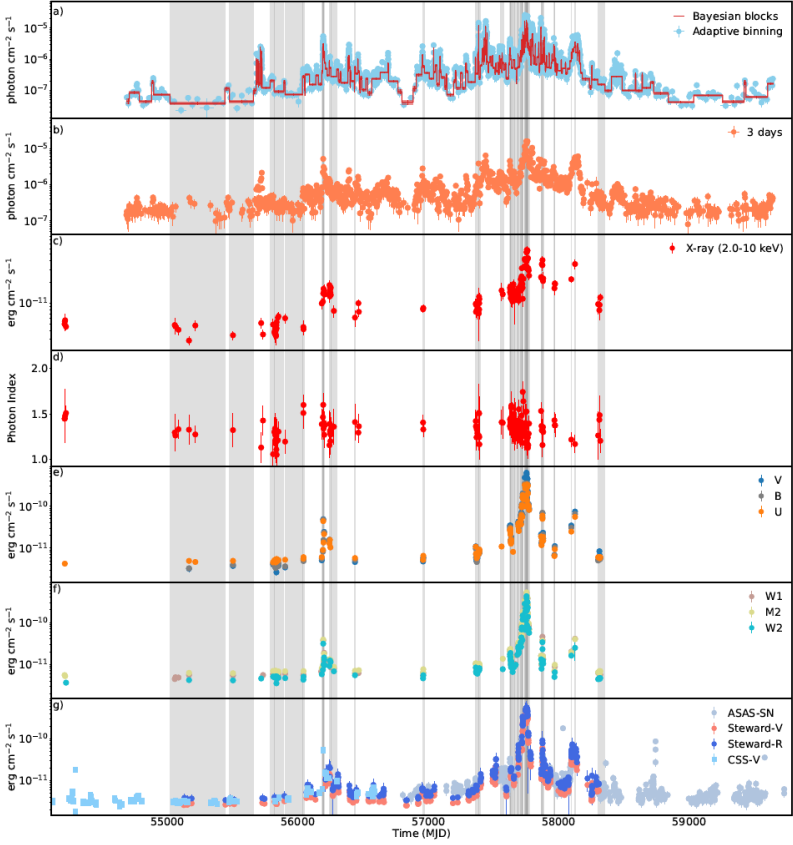 a)
photon cm⁻² s⁻¹
10⁻⁵
10⁻⁶
10⁻⁷
Bayesian blocks
Adaptive binning
b)
photon cm⁻² s⁻¹
10⁻⁵
10⁻⁶
10⁻⁷
3 days
c)
erg cm⁻² s⁻¹
10⁻¹¹
X-ray (2.0-10 keV)
d)
Photon Index
2.0
1.5
1.0
e)
erg cm⁻² s⁻¹
10⁻¹⁰
10⁻¹¹
V
B
U
f)
erg cm⁻² s⁻¹
10⁻¹⁰
10⁻¹¹
W1
M2
W2
g)
erg cm⁻² s⁻¹
10⁻¹⁰
10⁻¹¹
ASAS-SN
Steward-V
Steward-R
CSS-V
55000 56000 57000 58000 59000
Time (MJD)